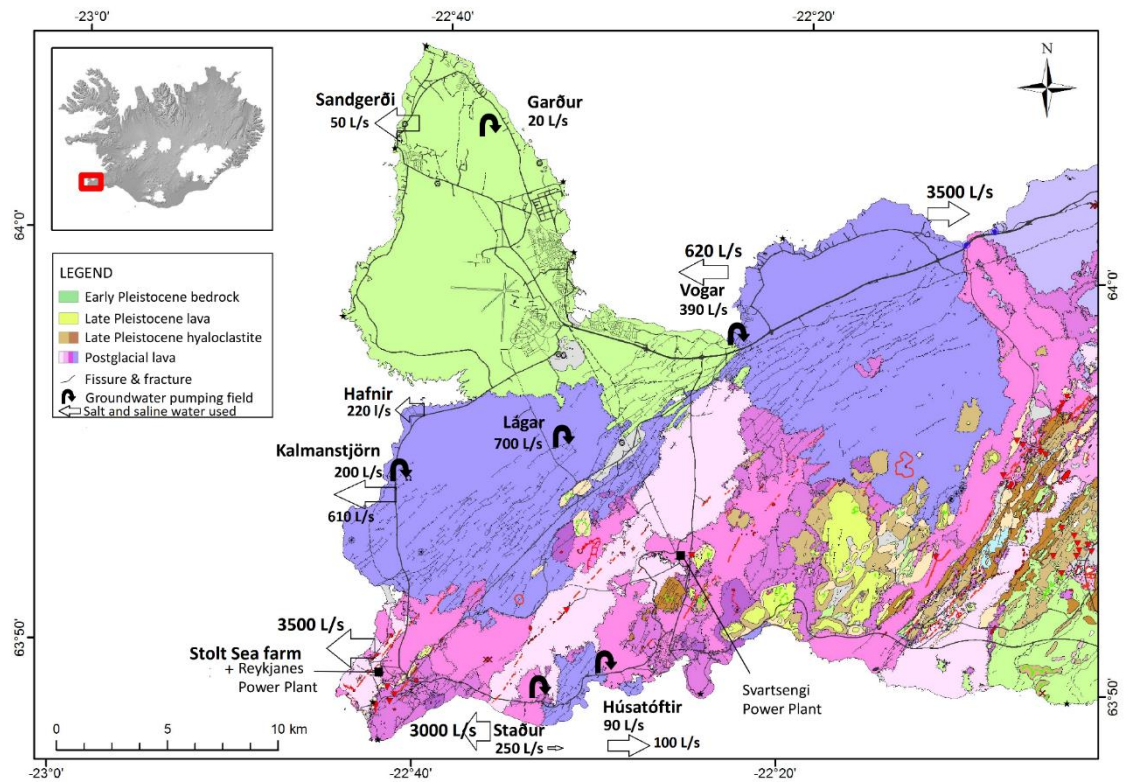 -23°0'
-22°40'
-22°20'
N
Sandgerði
50 L/s
Garður
20 L/s
3500 L/s
64°0'
64°0'
620 L/s
Vogar
390 L/s
LEGEND
Early Pleistocene bedrock
Late Pleistocene lava
Late Pleistocene hyaloclastite
Postglacial lava
Fissure & fracture
Groundwater pumping field
Salt and saline water used
Hafnir
220 l/s
Lágar
700 L/s
Kalmanstjörn
200 L/s
610 L/s
3500 L/s
Stolt Sea farm
+ Reykjanes
Power Plant
63°50'
63°50'
Svartsengi
Power Plant
Húsatóftir
90 L/s
100 L/s
3000 L/s
Staður
250 L/s
0 5 10 km
-23°0'
-22°40'
-22°20'